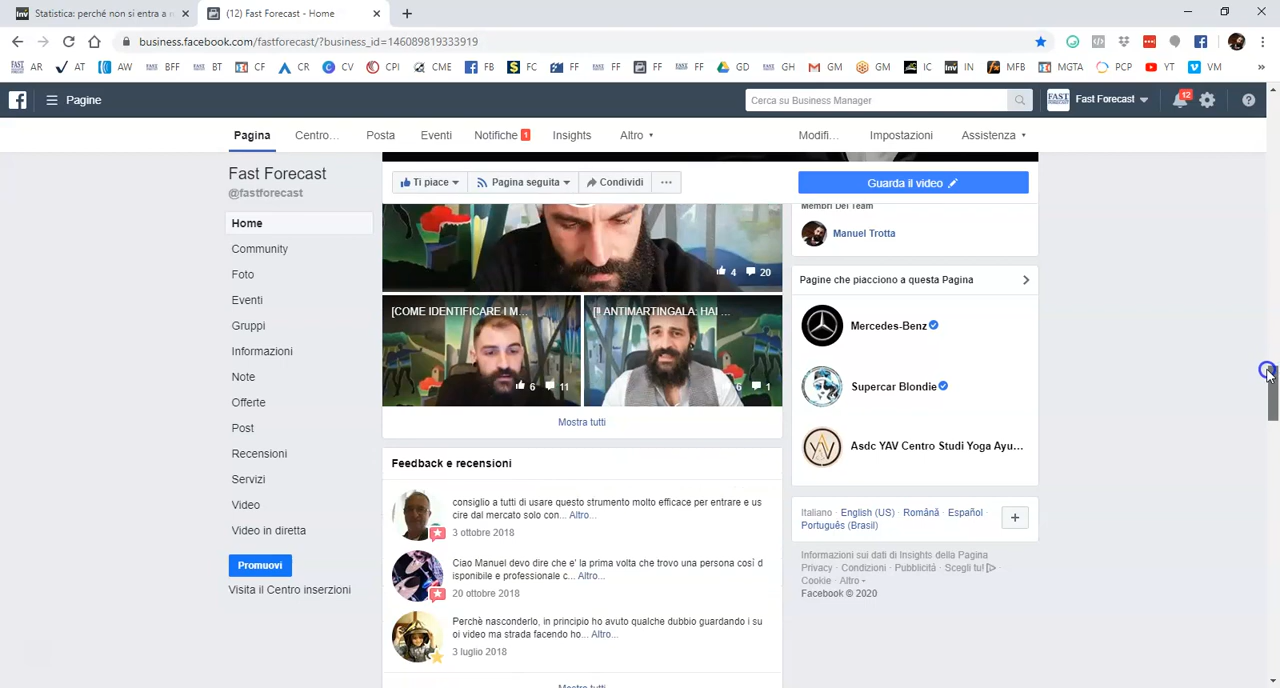 Statistica: perché non si entra a
(12) Fast Forecast - Home
business.facebook.com/fastforecast/?business_id=146089819333919
AR AT AW BFF BT CF CR CV CPI CME FB FC FF FF FF FF GD GH GM GM IC IN MFB MGTA PCP YT VM
Pagine
Cerca su Business Manager
Fast Forecast
12
Pagina Centro… Posta Eventi Notifiche 1 Insights Altro
Modifi… Impostazioni Assistenza
Fast Forecast
@fastforecast
Home
Community
Foto
Eventi
Gruppi
Informazioni
Note
Offerte
Post
Recensioni
Servizi
Video
Video in diretta
Promuovi
Visita il Centro inserzioni
Ti piace Pagina seguita Condividi
Guarda il video
4 20
[COME IDENTIFICARE I M...
6 11
[!! ANTIMARTINGALA: HAI ...
6 1
Mostra tutti
Feedback e recensioni
consiglio a tutti di usare questo strumento molto efficace per entrare e us
cire dal mercato solo con... Altro...
3 ottobre 2018
Ciao Manuel devo dire che e' la prima volta che trovo una persona così d
isponibile e professionale c... Altro...
20 ottobre 2018
Perchè nasconderlo, in principio ho avuto qualche dubbio guardando i su
oi video ma strada facendo ho... Altro...
3 luglio 2018
Mostra tutti
Membri Del Team
Manuel Trotta
Pagine che piacciono a questa Pagina
Mercedes-Benz
Supercar Blondie
Asdc YAV Centro Studi Yoga Ayu…
Italiano · English (US) · Română · Español ·
Português (Brasil)
Informazioni sui dati di Insights della Pagina
Privacy · Condizioni · Pubblicità · Scegli tu! ·
Cookie · Altro
Facebook © 2020